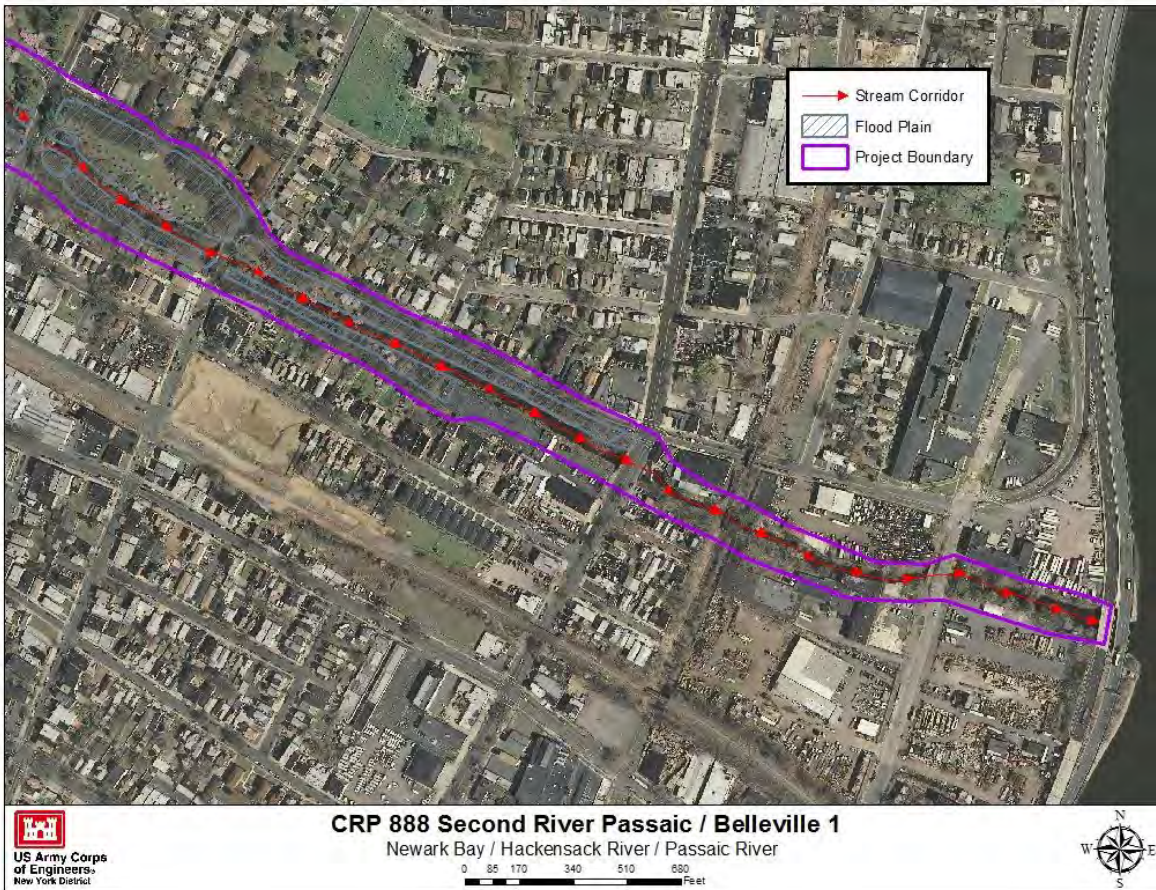 Stream Corridor
Flood Plain
Project Boundary
US Army Corps
of Engineers®
New York District
CRP 888 Second River Passaic / Belleville 1
Newark Bay / Hackensack River / Passaic River
0 85 170 340 510 680
Feet
N
W E
S